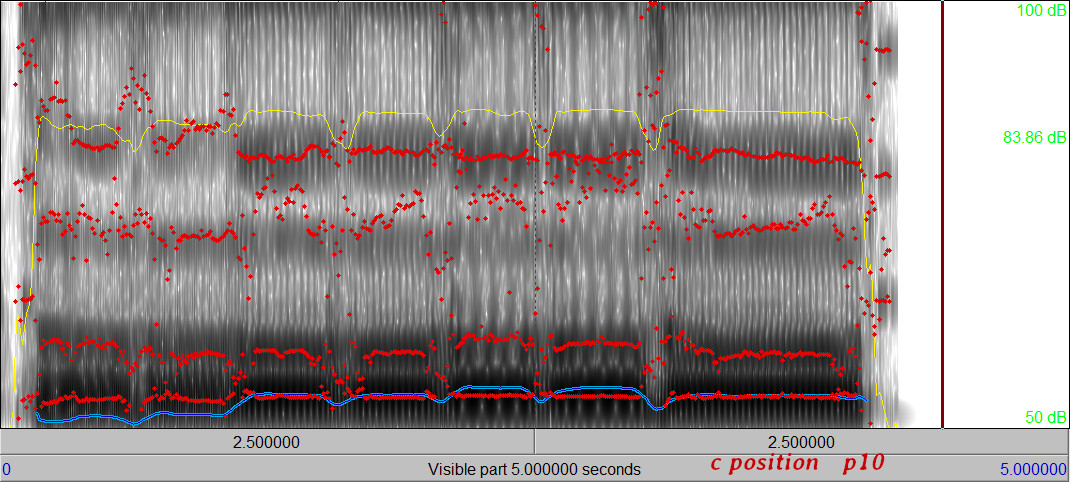 100 dB
83.86 dB
50 dB
2.500000 2.500000
0 Visible part 5.000000 seconds c position p10 5.000000